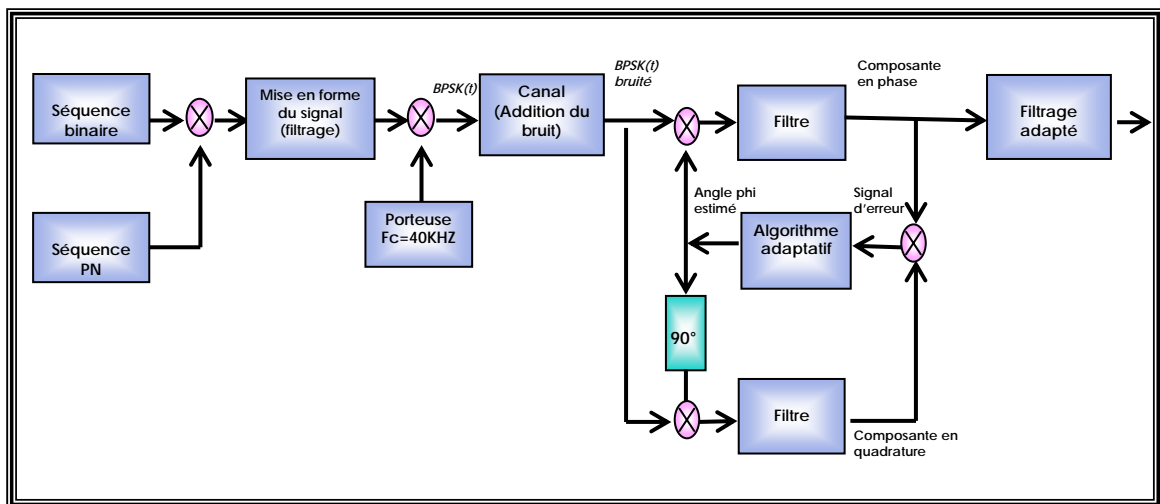 Séquence
binaire
Mise en forme
du signal
(filtrage)
BPSK(t)
Canal
(Addition du
bruit)
BPSK(t)
bruité
Filtre
Composante
en phase
Filtrage
adapté
Séquence
PN
Porteuse
Fc=40KHZ
Angle phi
estimé
Algorithme
adaptatif
Signal
d'erreur
90°
Filtre
Composante en
quadrature